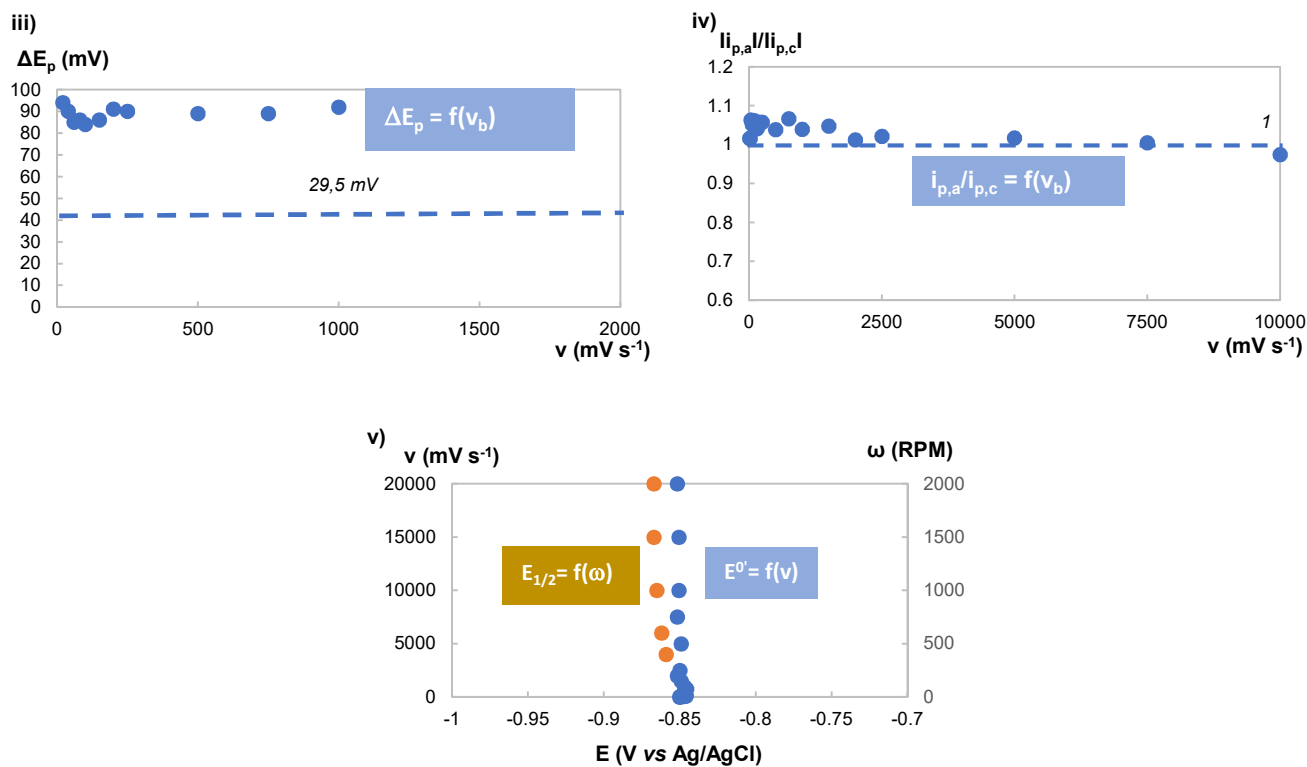 iii)
ΔEp (mV)
100
90
80
70
60
50
40
30
20
10
0
ΔEp = f(vb)
29,5 mV
0 500 1000 1500 2000
v (mV s-1)
iv)
Iip,aI/Iip,cI
1.2
1.1
1
0.9
0.8
0.7
0.6
1
ip,a/ip,c = f(vb)
0 2500 5000 7500 10000
v (mV s-1)
v)
v (mV s-1)
ω (RPM)
20000 2000
15000 1500
E1/2= f(ω) E0'= f(v)
10000 1000
5000 500
0 0
-1 -0.95 -0.9 -0.85 -0.8 -0.75 -0.7
E (V vs Ag/AgCl)